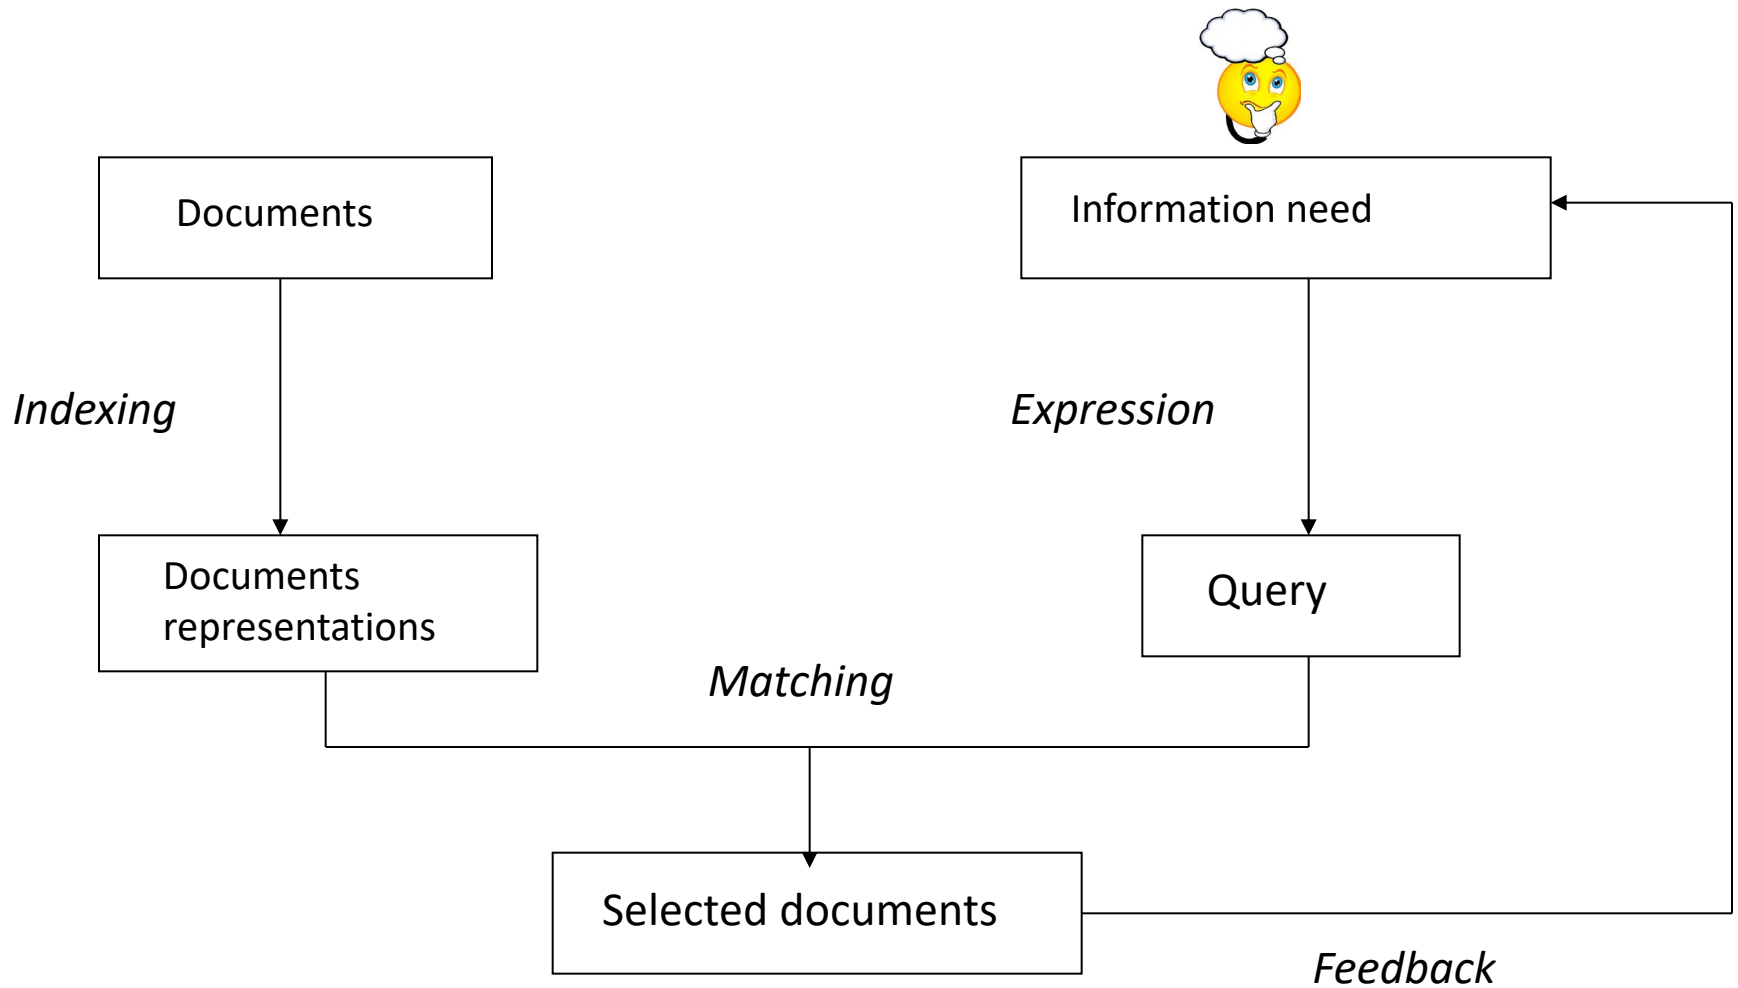 Documents
Information need
Indexing
Expression
Documents
representations
Query
Matching
Selected documents
Feedback